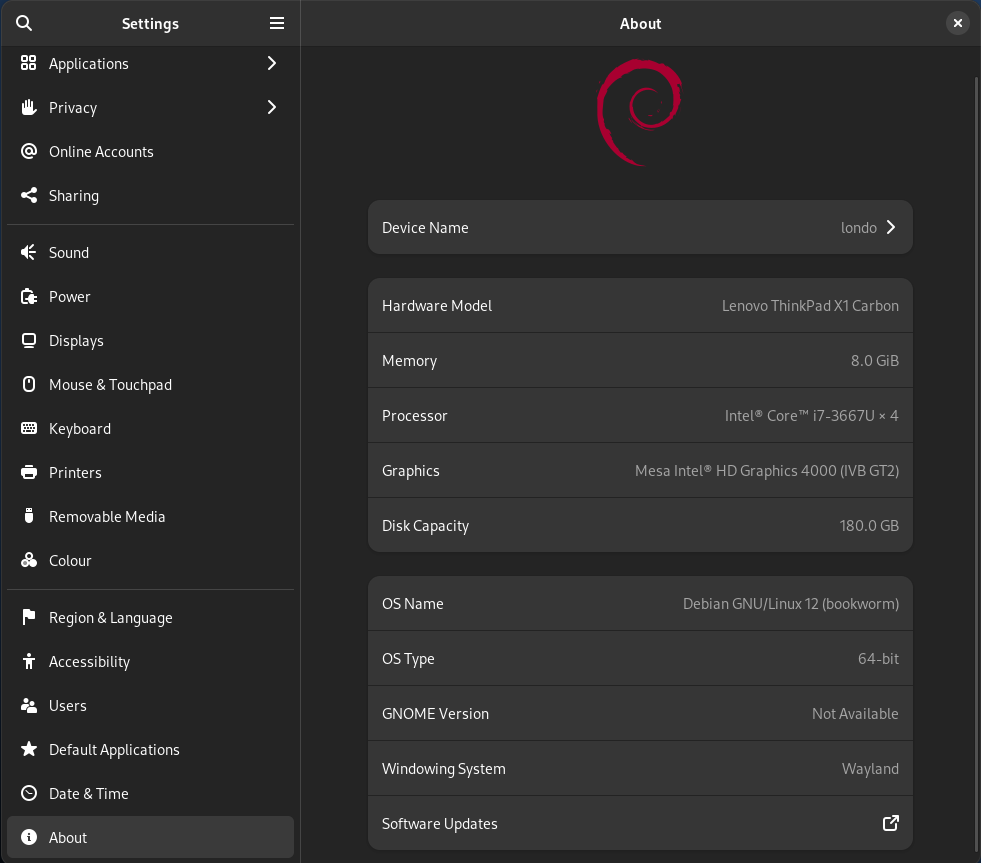 Settings
About
Applications
Privacy
Online Accounts
Sharing
Sound
Power
Displays
Mouse & Touchpad
Keyboard
Printers
Removable Media
Colour
Region & Language
Accessibility
Users
Default Applications
Date & Time
About
Device Name londo
Hardware Model Lenovo ThinkPad X1 Carbon
Memory 8.0 GiB
Processor Intel® Core™ i7-3667U × 4
Graphics Mesa Intel® HD Graphics 4000 (IVB GT2)
Disk Capacity 180.0 GB
OS Name Debian GNU/Linux 12 (bookworm)
OS Type 64-bit
GNOME Version Not Available
Windowing System Wayland
Software Updates